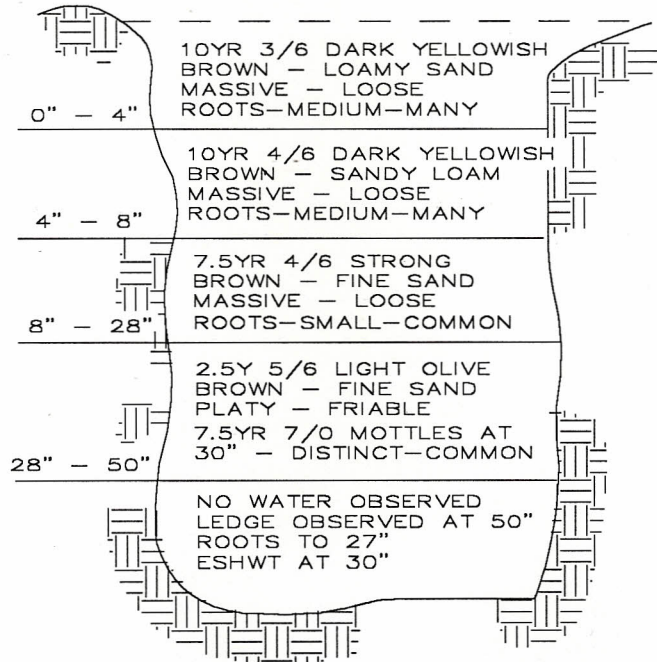 10YR 3/6 DARK YELLOWISH
BROWN – LOAMY SAND
MASSIVE – LOOSE
ROOTS–MEDIUM–MANY
0" – 4"
10YR 4/6 DARK YELLOWISH
BROWN – SANDY LOAM
MASSIVE – LOOSE
ROOTS–MEDIUM–MANY
4" – 8"
7.5YR 4/6 STRONG
BROWN – FINE SAND
MASSIVE – LOOSE
ROOTS–SMALL–COMMON
8" – 28"
2.5Y 5/6 LIGHT OLIVE
BROWN – FINE SAND
PLATY – FRIABLE
7.5YR 7/0 MOTTLES AT
30" – DISTINCT–COMMON
28" – 50"
NO WATER OBSERVED
LEDGE OBSERVED AT 50"
ROOTS TO 27"
ESHWT AT 30"